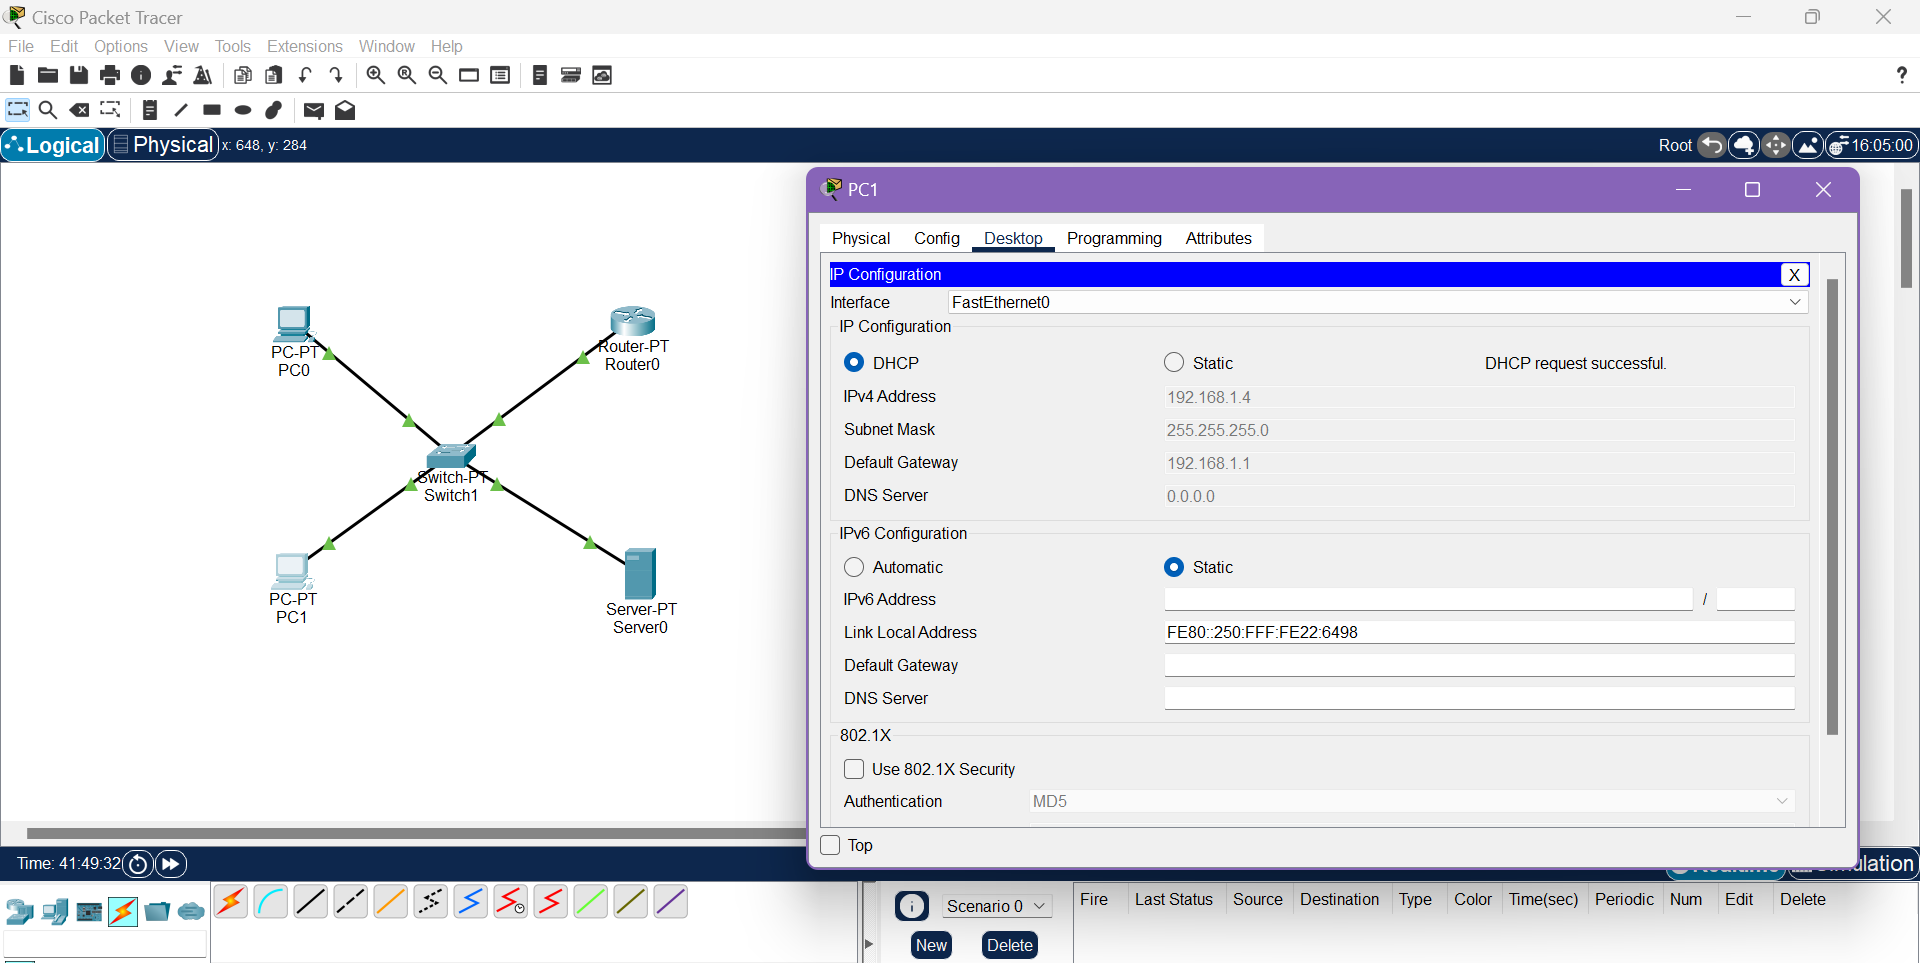 Cisco Packet Tracer
File Edit Options View Tools Extensions Window Help
?
Logical Physical x: 648, y: 284 Root 16:05:00
PC1
Physical Config Desktop Programming Attributes
IP Configuration X
Interface FastEthernet0
IP Configuration
DHCP Static DHCP request successful.
IPv4 Address 192.168.1.4
Subnet Mask 255.255.255.0
Default Gateway 192.168.1.1
DNS Server 0.0.0.0
IPv6 Configuration
Automatic Static
IPv6 Address /
Link Local Address FE80::250:FFF:FE22:6498
Default Gateway
DNS Server
802.1X
Use 802.1X Security
Authentication MD5
Top
PC-PT
PC0
Router-PT
Router0
Switch-PT
Switch1
PC-PT
PC1
Server-PT
Server0
Time: 41:49:32
Realtime
Scenario 0
New Delete
Fire Last Status Source Destination Type Color Time(sec) Periodic Num Edit Delete